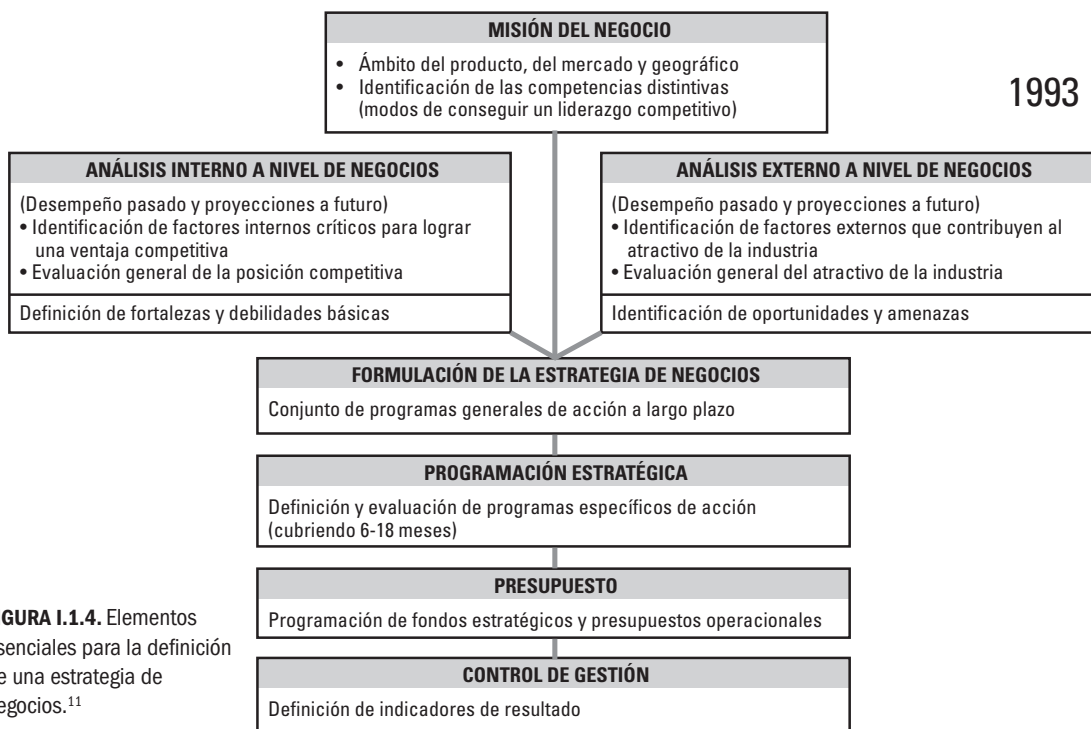 MISIÓN DEL NEGOCIO
• Ámbito del producto, del mercado y geográfico
• Identificación de las competencias distintivas
(modos de conseguir un liderazgo competitivo)
1993
ANÁLISIS INTERNO A NIVEL DE NEGOCIOS
(Desempeño pasado y proyecciones a futuro)
• Identificación de factores internos críticos para lograr
una ventaja competitiva
• Evaluación general de la posición competitiva
Definición de fortalezas y debilidades básicas
ANÁLISIS EXTERNO A NIVEL DE NEGOCIOS
(Desempeño pasado y proyecciones a futuro)
• Identificación de factores externos que contribuyen al
atractivo de la industria
• Evaluación general del atractivo de la industria
Identificación de oportunidades y amenazas
FORMULACIÓN DE LA ESTRATEGIA DE NEGOCIOS
Conjunto de programas generales de acción a largo plazo
PROGRAMACIÓN ESTRATÉGICA
Definición y evaluación de programas específicos de acción
(cubriendo 6-18 meses)
PRESUPUESTO
Programación de fondos estratégicos y presupuestos operacionales
CONTROL DE GESTIÓN
Definición de indicadores de resultado
GURA I.1.4. Elementos
senciales para la definición
e una estrategia de
egocios.11